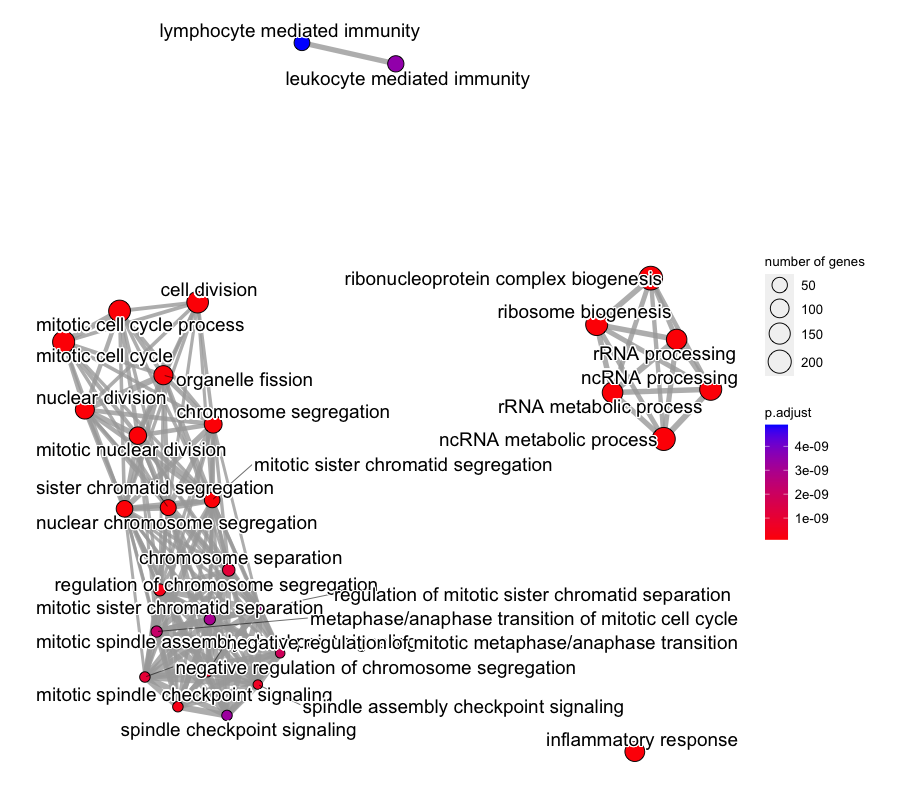 lymphocyte mediated immunity
leukocyte mediated immunity
cell division
mitotic cell cycle process
mitotic cell cycle
organelle fission
nuclear division
chromosome segregation
mitotic nuclear division
mitotic sister chromatid segregation
sister chromatid segregation
nuclear chromosome segregation
chromosome separation
regulation of chromosome segregation
regulation of mitotic sister chromatid separation
mitotic sister chromatid separation
metaphase/anaphase transition of mitotic cell cycle
mitotic spindle assembly
negative regulation of mitotic metaphase/anaphase transition
negative regulation of chromosome segregation
mitotic spindle checkpoint signaling
spindle assembly checkpoint signaling
spindle checkpoint signaling
ribonucleoprotein complex biogenesis
ribosome biogenesis
rRNA processing
ncRNA processing
rRNA metabolic process
ncRNA metabolic process
inflammatory response
number of genes
50
100
150
200
p.adjust
4e-09
3e-09
2e-09
1e-09